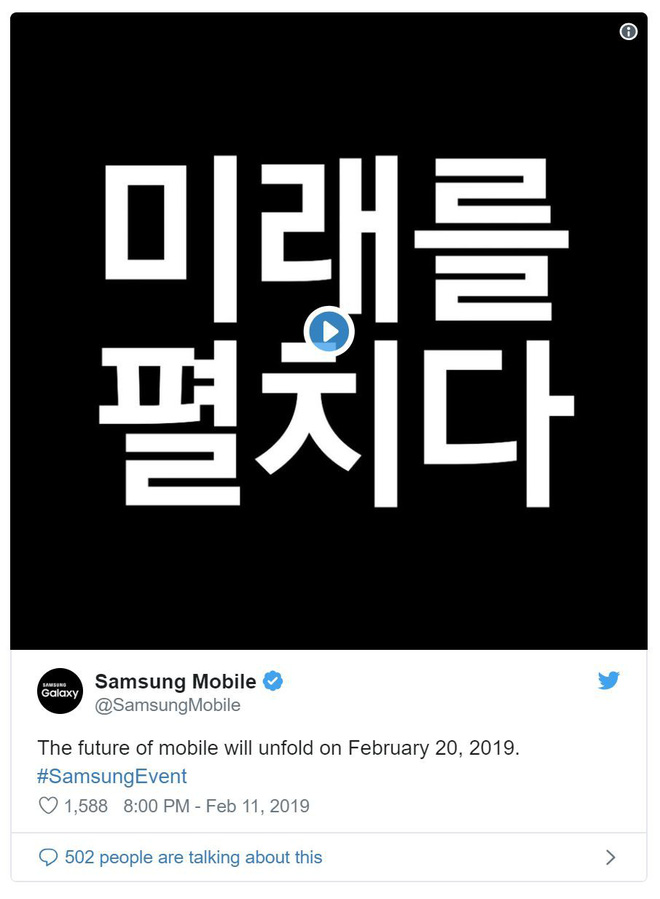 미래를
펼치다
SAMSUNG
Galaxy
Samsung Mobile
@SamsungMobile
The future of mobile will unfold on February 20, 2019.
#SamsungEvent
1,588 8:00 PM - Feb 11, 2019
502 people are talking about this